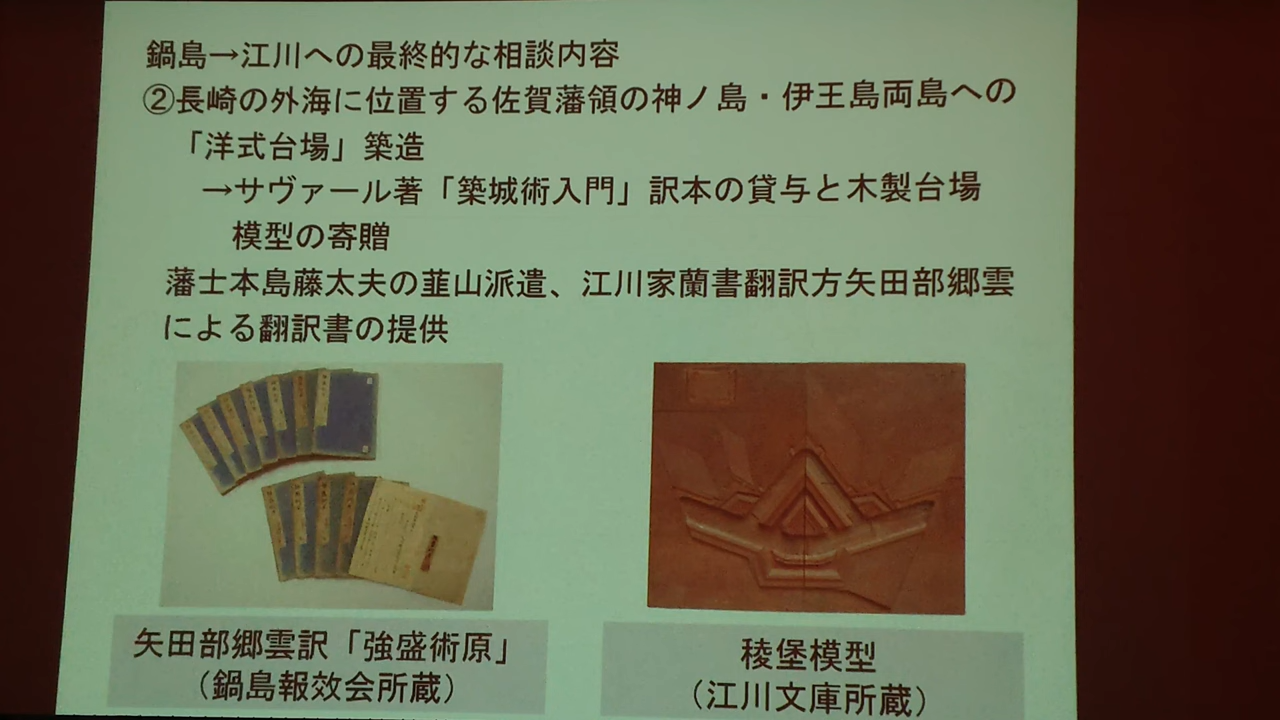 鍋島→江川への最終的な相談内容
②長崎の外海に位置する佐賀藩領の神ノ島・伊王島両島への
「洋式台場」築造
→サヴァール著「築城術入門」訳本の貸与と木製台場
模型の寄贈
藩士本島藤太夫の韮山派遣、江川家蘭書翻訳方矢田部郷雲
による翻訳書の提供
矢田部郷雲訳「強盛術原」
（鍋島報效会所蔵）
稜堡模型
（江川文庫所蔵）